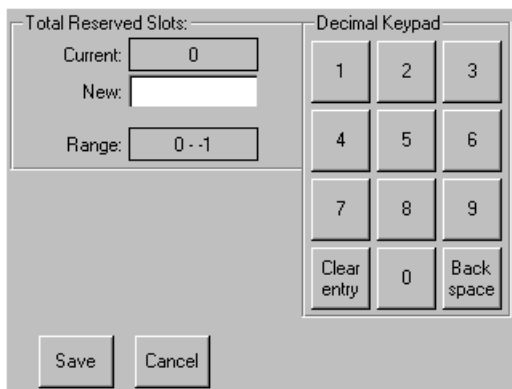 Total Reserved Slots:
Current: 0
New:
Range: 0 - -1
Decimal Keypad
1 2 3
4 5 6
7 8 9
Clear entry 0 Back space
Save Cancel